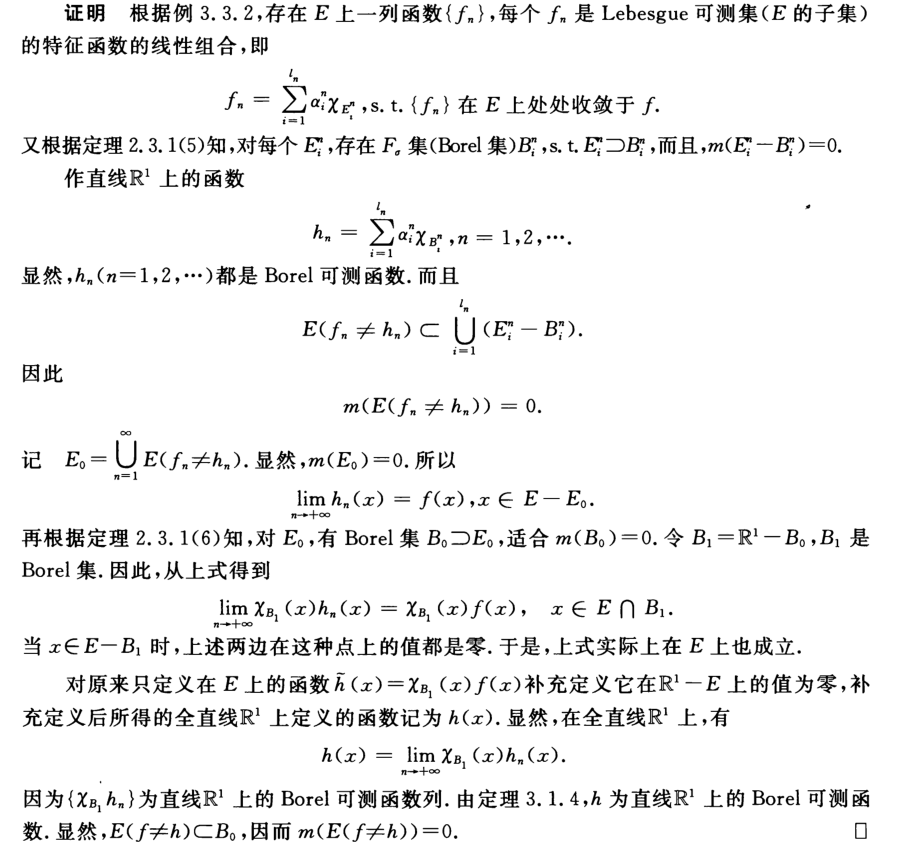 证明 根据例 3.3.2,存在 E 上一列函数{fₙ},每个 fₙ 是 Lebesgue 可测集(E 的子集)
的特征函数的线性组合,即
$f_n = \sum_{i=1}^{l_n} \alpha_i^n \chi_{E_i^n}$ ,s.t. {fₙ} 在 E 上处处收敛于 f.
又根据定理 2.3.1(5)知,对每个 $E_i^n$,存在 $F_\sigma$ 集(Borel 集)$B_i^n$,s.t. $E_i^n \supset B_i^n$,而且,$m(E_i^n - B_i^n)=0$.
作直线$\mathbb{R}^1$ 上的函数
$h_n = \sum_{i=1}^{l_n} \alpha_i^n \chi_{B_i^n}, n = 1,2,\cdots.$
显然,$h_n(n=1,2,\cdots)$都是 Borel 可测函数.而且
$E(f_n \neq h_n) \subset \bigcup_{i=1}^{l_n} (E_i^n - B_i^n).$
因此
$m(E(f_n \neq h_n)) = 0.$
记 $E_0 = \bigcup_{n=1}^{\infty} E(f_n \neq h_n)$.显然,$m(E_0)=0$.所以
$\lim_{n \to +\infty} h_n(x) = f(x), x \in E - E_0.$
再根据定理 2.3.1(6)知,对 $E_0$,有 Borel 集 $B_0 \supset E_0$,适合 $m(B_0)=0$.令 $B_1 = \mathbb{R}^1 - B_0$,$B_1$ 是
Borel 集.因此,从上式得到
$\lim_{n \to +\infty} \chi_{B_1}(x) h_n(x) = \chi_{B_1}(x) f(x), \quad x \in E \cap B_1.$
当 $x \in E - B_1$ 时,上述两边在这种点上的值都是零.于是,上式实际上在 E 上也成立.
对原来只定义在 E 上的函数 $\tilde{h}(x) = \chi_{B_1}(x) f(x)$补充定义它在$\mathbb{R}^1 - E$ 上的值为零,补
充定义后所得的全直线$\mathbb{R}^1$ 上定义的函数记为 $h(x)$.显然,在全直线$\mathbb{R}^1$ 上,有
$h(x) = \lim_{n \to +\infty} \chi_{B_1}(x) h_n(x).$
因为$\{\chi_{B_1} h_n\}$为直线$\mathbb{R}^1$ 上的 Borel 可测函数列.由定理 3.1.4,h 为直线$\mathbb{R}^1$ 上的 Borel 可测函
数.显然,$E(f \neq h) \subset B_0$,因而 $m(E(f \neq h))=0$. □